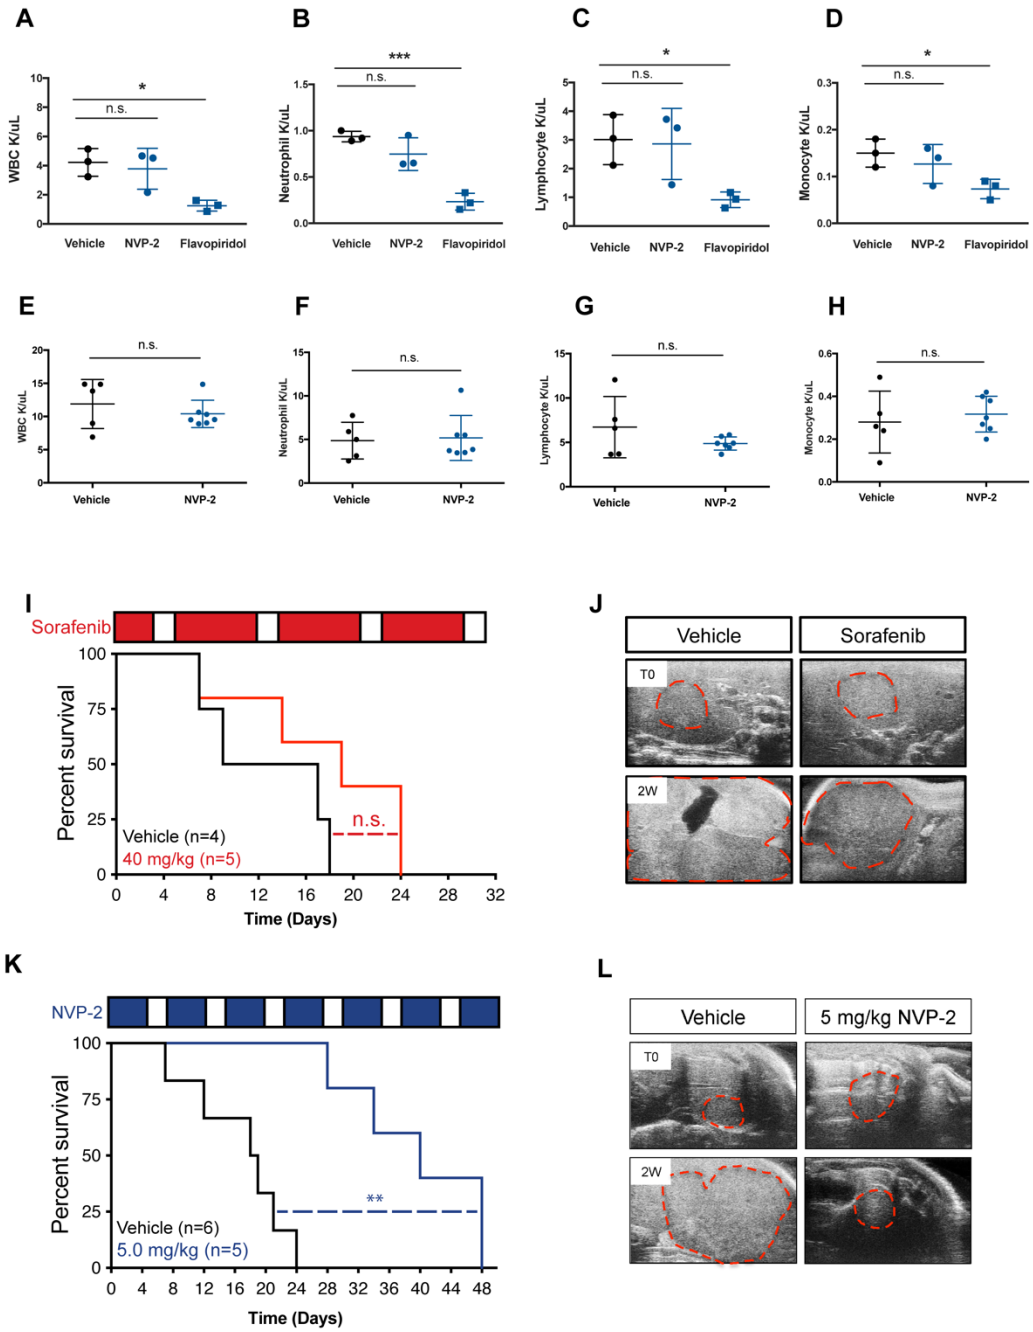 A
B
C
D
WBC K/uL
10
8
6
4
2
0
*
n.s.
Vehicle
NVP-2
Flavopiridol
Neutrophil K/uL
1.5
1.0
0.5
0.0
***
n.s.
Vehicle
NVP-2
Flavopiridol
Lymphocyte K/uL
5
4
3
2
1
0
*
n.s.
Vehicle
NVP-2
Flavopiridol
Monocyte K/uL
0.3
0.2
0.1
0.0
*
n.s.
Vehicle
NVP-2
Flavopiridol
E
F
G
H
WBC K/uL
20
15
10
5
0
n.s.
Vehicle
NVP-2
Neutrophil K/uL
15
10
5
0
n.s.
Vehicle
NVP-2
Lymphocyte K/uL
15
10
5
0
n.s.
Vehicle
NVP-2
Monocyte K/uL
0.6
0.4
0.2
0.0
n.s.
Vehicle
NVP-2
I
Sorafenib
Percent survival
100
75
50
25
0
n.s.
Vehicle (n=4)
40 mg/kg (n=5)
0 4 8 12 16 20 24 28 32
Time (Days)
J
Vehicle
Sorafenib
T0
2W
K
NVP-2
Percent survival
100
75
50
25
0
**
Vehicle (n=6)
5.0 mg/kg (n=5)
0 4 8 12 16 20 24 28 32 36 40 44 48
Time (Days)
L
Vehicle
5 mg/kg NVP-2
T0
2W